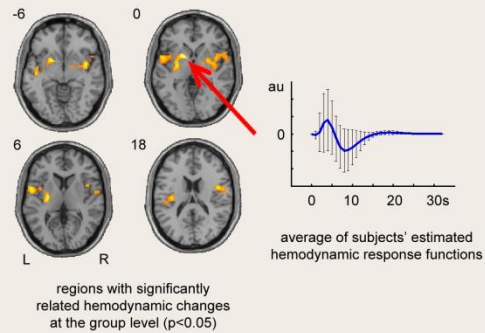 -6
0
6
18
L
R
regions with significantly
related hemodynamic changes
at the group level (p<0.05)
au
0
0 10 20 30s
average of subjects' estimated
hemodynamic response functions